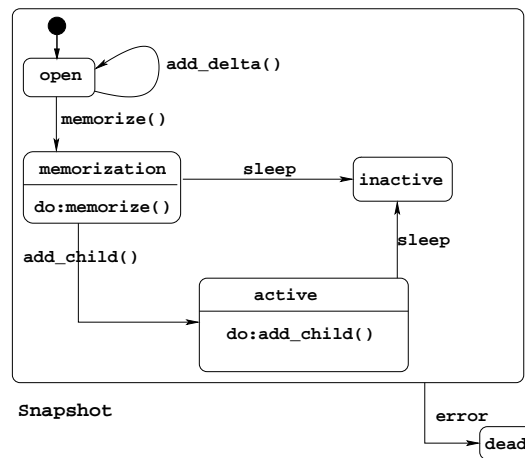 open
add_delta()
memorize()
memorization
do:memorize()
sleep
inactive
add_child()
sleep
active
do:add_child()
Snapshot
error
dead